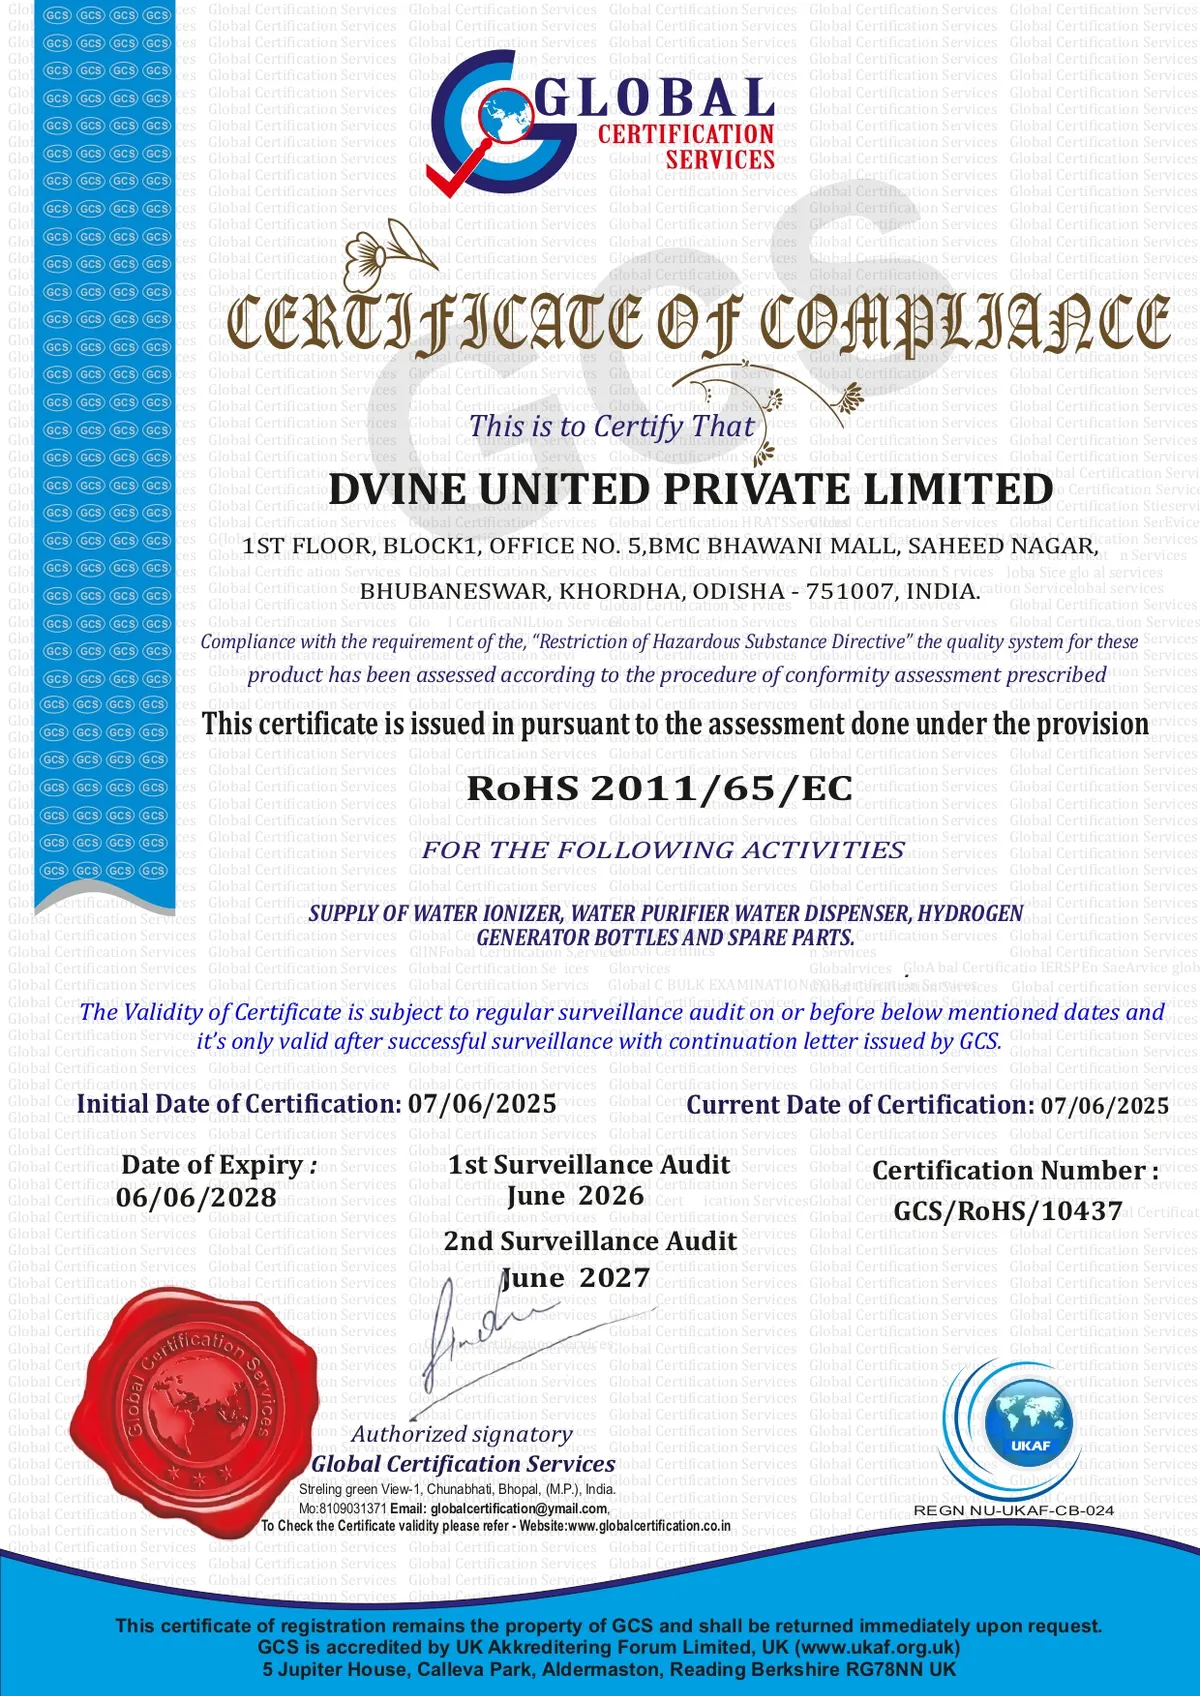 GLOBAL
CERTIFICATION
SERVICES
CERTIFICATE OF COMPLIANCE
This is to Certify That
DVINE UNITED PRIVATE LIMITED
1ST FLOOR, BLOCK1, OFFICE NO. 5,BMC BHAWANI MALL, SAHEED NAGAR,
BHUBANESWAR, KHORDHA, ODISHA - 751007, INDIA.
Compliance with the requirement of the, “Restriction of Hazardous Substance Directive” the quality system for these
product has been assessed according to the procedure of conformity assessment prescribed
This certificate is issued in pursuant to the assessment done under the provision
RoHS 2011/65/EC
FOR THE FOLLOWING ACTIVITIES
SUPPLY OF WATER IONIZER, WATER PURIFIER WATER DISPENSER, HYDROGEN
GENERATOR BOTTLES AND SPARE PARTS.
The Validity of Certificate is subject to regular surveillance audit on or before below mentioned dates and
it’s only valid after successful surveillance with continuation letter issued by GCS.
Initial Date of Certification: 07/06/2025
Current Date of Certification: 07/06/2025
Date of Expiry :
06/06/2028
1st Surveillance Audit
June 2026
2nd Surveillance Audit
June 2027
Certification Number :
GCS/RoHS/10437
Global Certification Services
Authorized signatory
Global Certification Services
Streling green View-1, Chunabhati, Bhopal, (M.P.), India.
Mo:8109031371 Email: globalcertification@ymail.com,
To Check the Certificate validity please refer - Website:www.globalcertification.co.in
UKAF
REGN NU-UKAF-CB-024
This certificate of registration remains the property of GCS and shall be returned immediately upon request.
GCS is accredited by UK Akkreditering Forum Limited, UK (www.ukaf.org.uk)
5 Jupiter House, Calleva Park, Aldermaston, Reading Berkshire RG78NN UK